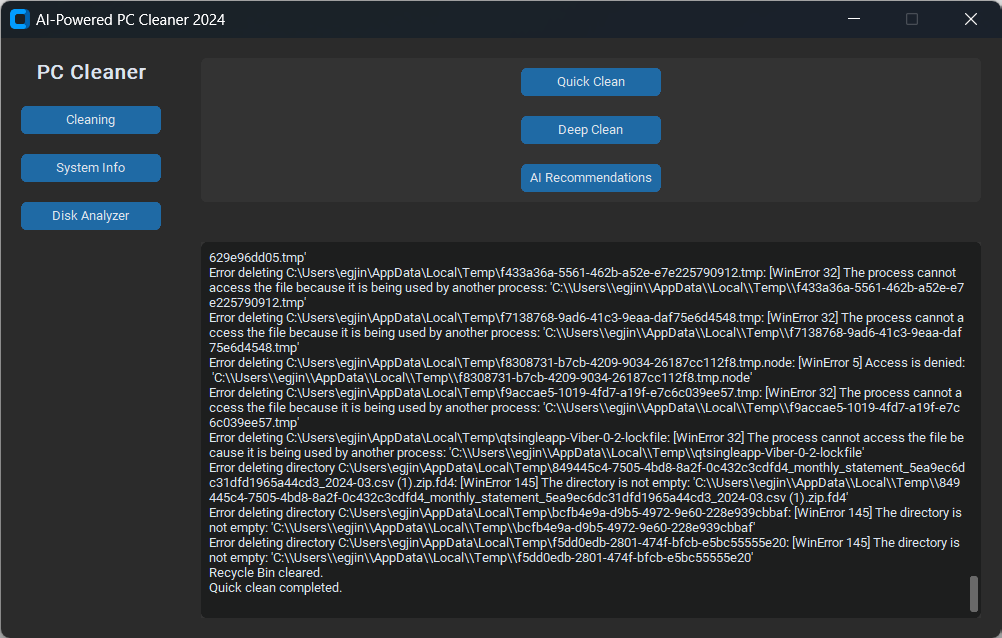 AI-Powered PC Cleaner 2024
PC Cleaner
Cleaning
System Info
Disk Analyzer
Quick Clean
Deep Clean
AI Recommendations
629e96dd05.tmp'
Error deleting C:\Users\egjin\AppData\Local\Temp\f433a36a-5561-462b-a52e-e7e225790912.tmp: [WinError 32] The process cannot
access the file because it is being used by another process: 'C:\\Users\\egjin\\AppData\\Local\\Temp\\f433a36a-5561-462b-a52e-e7
e225790912.tmp'
Error deleting C:\Users\egjin\AppData\Local\Temp\f7138768-9ad6-41c3-9eaa-daf75e6d4548.tmp: [WinError 32] The process cannot a
ccess the file because it is being used by another process: 'C:\\Users\\egjin\\AppData\\Local\\Temp\\f7138768-9ad6-41c3-9eaa-daf
75e6d4548.tmp'
Error deleting C:\Users\egjin\AppData\Local\Temp\f8308731-b7cb-4209-9034-26187cc112f8.tmp.node: [WinError 5] Access is denied:
'C:\\Users\\egjin\\AppData\\Local\\Temp\\f8308731-b7cb-4209-9034-26187cc112f8.tmp.node'
Error deleting C:\Users\egjin\AppData\Local\Temp\f9accae5-1019-4fd7-a19f-e7c6c039ee57.tmp: [WinError 32] The process cannot a
ccess the file because it is being used by another process: 'C:\\Users\\egjin\\AppData\\Local\\Temp\\f9accae5-1019-4fd7-a19f-e7c
6c039ee57.tmp'
Error deleting C:\Users\egjin\AppData\Local\Temp\qtsingleapp-Viber-0-2-lockfile: [WinError 32] The process cannot access the file be
cause it is being used by another process: 'C:\\Users\\egjin\\AppData\\Local\\Temp\\qtsingleapp-Viber-0-2-lockfile'
Error deleting directory C:\Users\egjin\AppData\Local\Temp\849445c4-7505-4bd8-8a2f-0c432c3cdfd4_monthly_statement_5ea9ec6d
c31dfd1965a44cd3_2024-03.csv (1).zip.fd4: [WinError 145] The directory is not empty: 'C:\\Users\\egjin\\AppData\\Local\\Temp\\849
445c4-7505-4bd8-8a2f-0c432c3cdfd4_monthly_statement_5ea9ec6dc31dfd1965a44cd3_2024-03.csv (1).zip.fd4'
Error deleting directory C:\Users\egjin\AppData\Local\Temp\bcfb4e9a-d9b5-4972-9e60-228e939cbbaf: [WinError 145] The directory is
not empty: 'C:\\Users\\egjin\\AppData\\Local\\Temp\\bcfb4e9a-d9b5-4972-9e60-228e939cbbaf'
Error deleting directory C:\Users\egjin\AppData\Local\Temp\f5dd0edb-2801-474f-bfcb-e5bc55555e20: [WinError 145] The directory is
not empty: 'C:\\Users\\egjin\\AppData\\Local\\Temp\\f5dd0edb-2801-474f-bfcb-e5bc55555e20'
Recycle Bin cleared.
Quick clean completed.